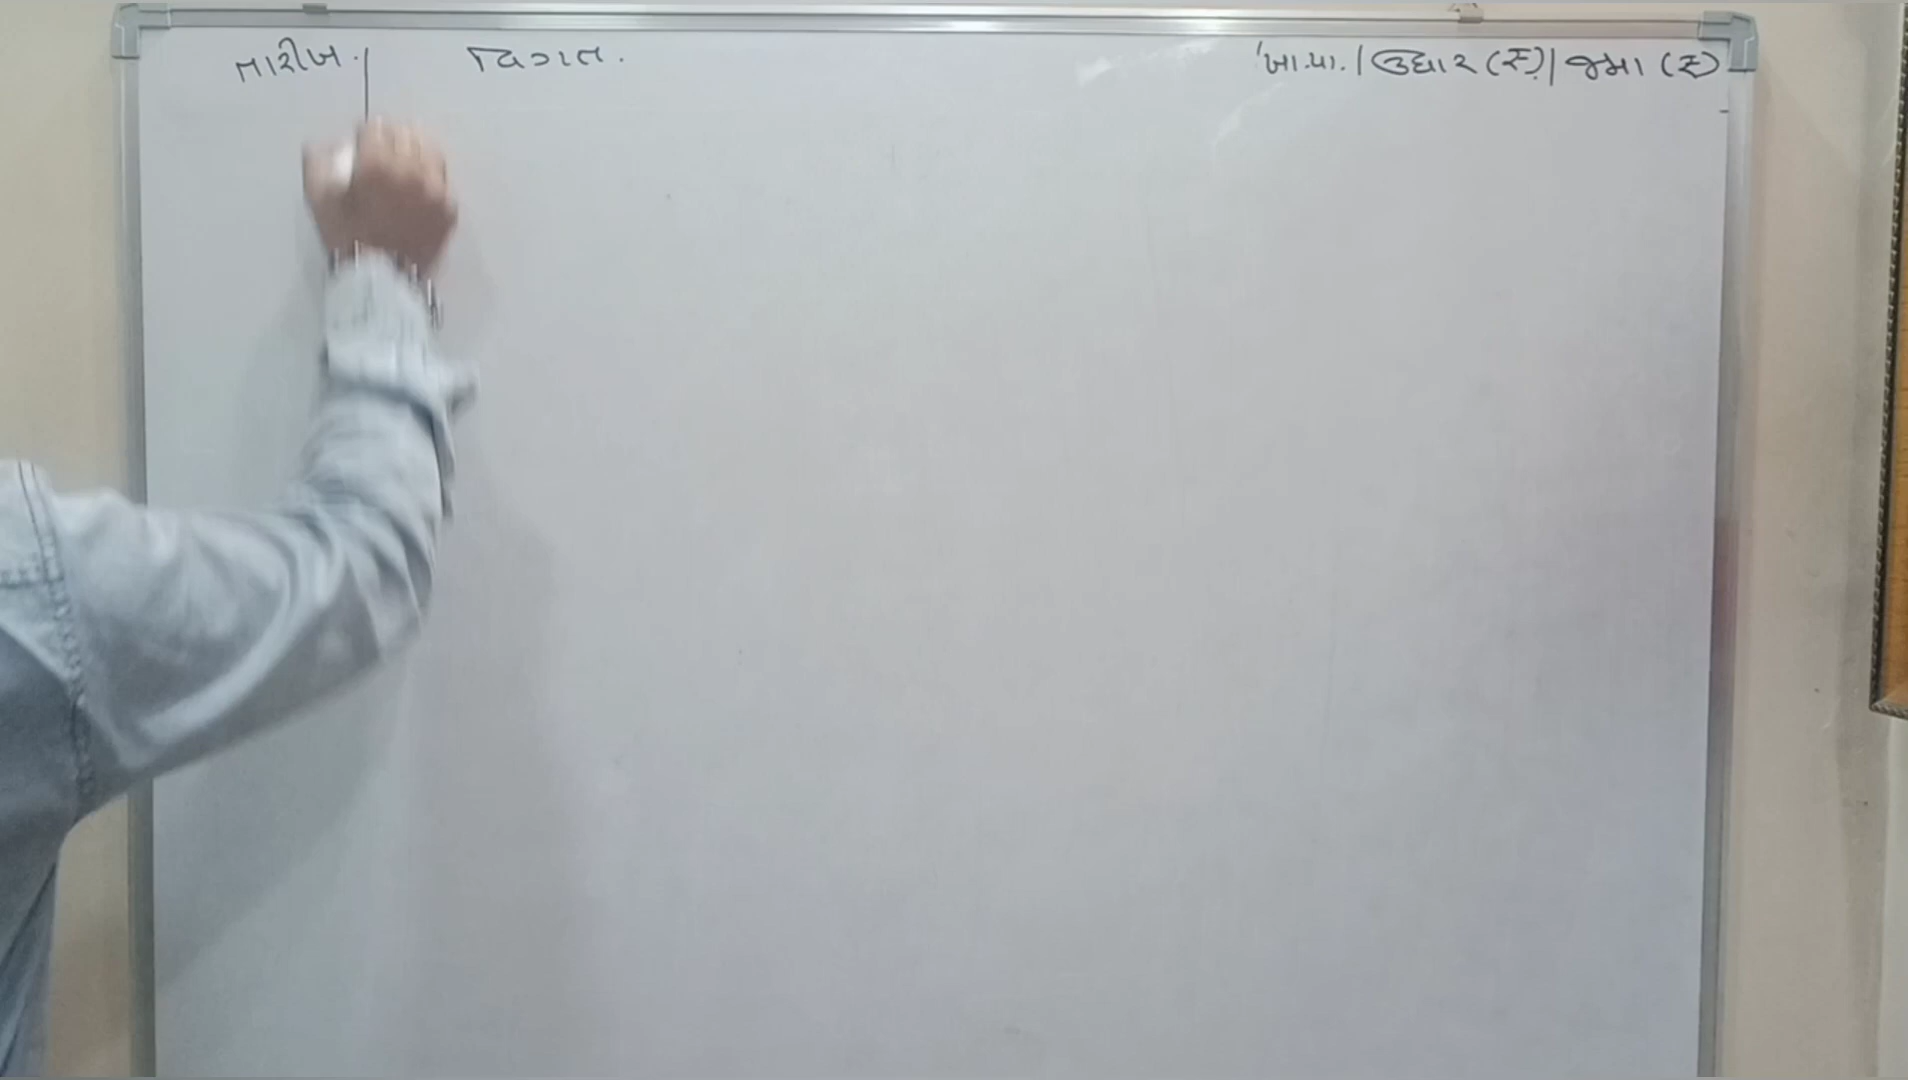 તારીખ. | વિગત. ખા.પા. | ઉધાર (₹) | જમા (₹)